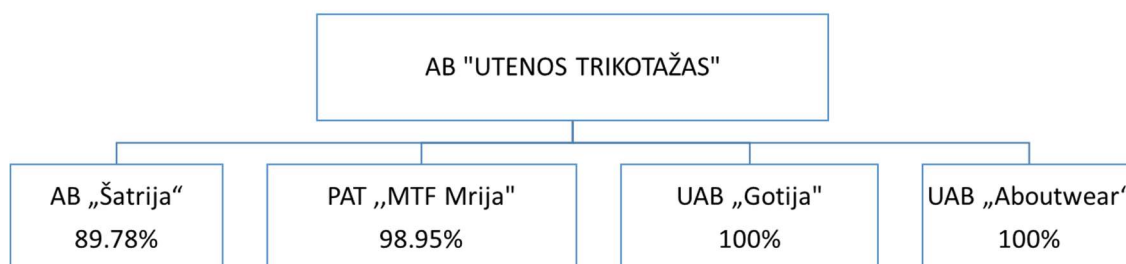 AB "UTENOS TRIKOTAŽAS"
AB „Šatrija“
89.78%
PAT ,,MTF Mrija"
98.95%
UAB „Gotija"
100%
UAB „Aboutwear“
100%